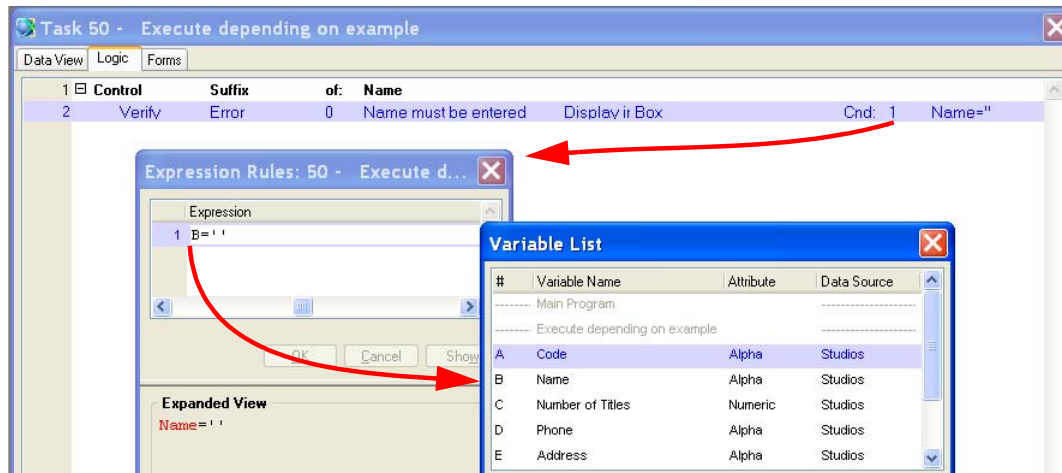 Task 50 - Execute depending on example
Data View Logic Forms
1 Control Suffix of: Name
2 Verify Error 0 Name must be entered Display ir Box Cnd: 1 Name=''
Expression Rules: 50 - Execute d...
Expression
1 B=' '
OK Cancel Show
Expanded View
Name=' '
Variable List
# Variable Name Attribute Data Source
-------- Main Program --------------------
-------- Execute depending on example --------------------
A Code Alpha Studios
B Name Alpha Studios
C Number of Titles Numeric Studios
D Phone Alpha Studios
E Address Alpha Studios